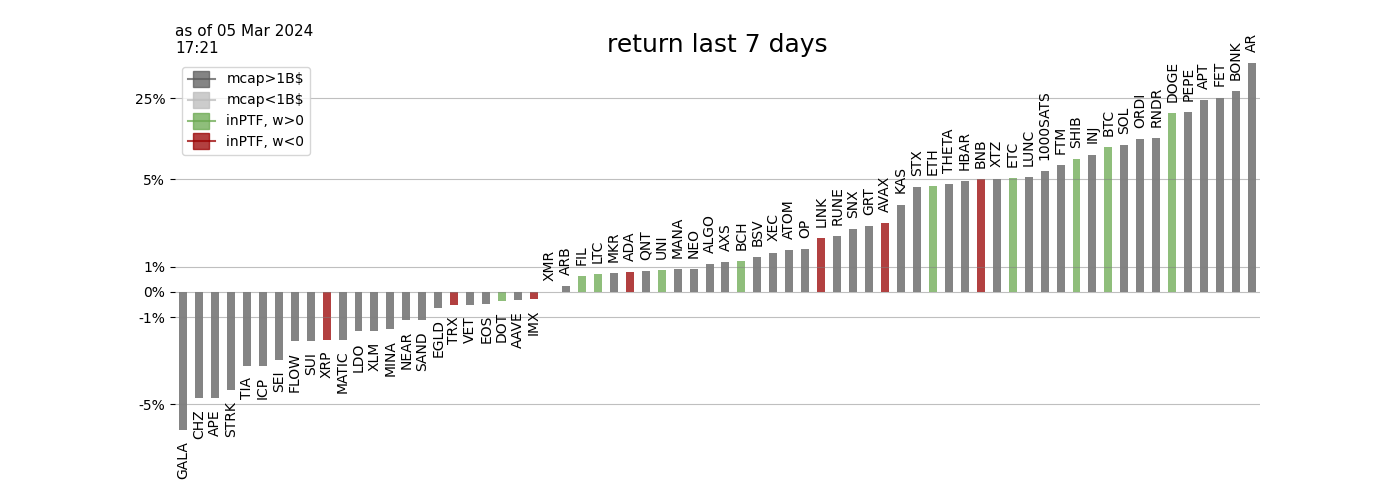 as of 05 Mar 2024
17:21
return last 7 days
mcap>1B$
mcap<1B$
inPTF, w>0
inPTF, w<0
25%
5%
1%
0%
-1%
-5%
GALA
CHZ
APE
STRK
TIA
ICP
SEI
FLOW
SUI
XRP
MATIC
LDO
XLM
MINA
NEAR
SAND
EGLD
TRX
VET
EOS
DOT
AAVE
IMX
XMR
ARB
FIL
LTC
MKR
ADA
QNT
UNI
MANA
NEO
ALGO
AXS
BCH
BSV
XEC
ATOM
OP
LINK
RUNE
SNX
GRT
AVAX
KAS
STX
ETH
THETA
HBAR
BNB
XTZ
ETC
LUNC
1000SATS
FTM
SHIB
INJ
BTC
SOL
ORDI
RNDR
DOGE
PEPE
APT
FET
BONK
AR